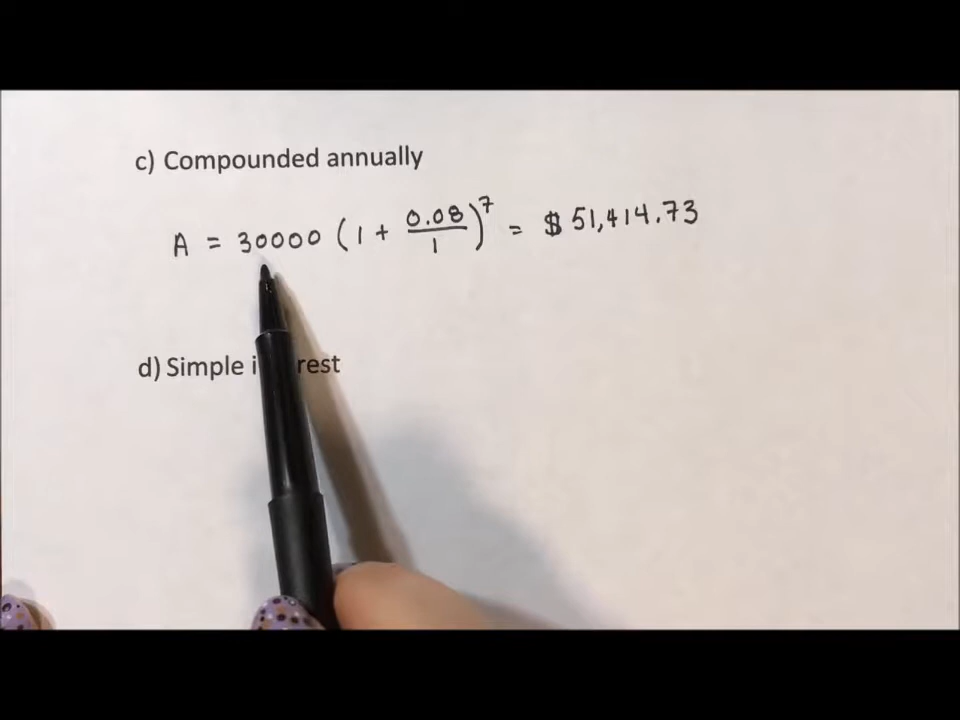 c) Compounded annually
A = 30000 (1 + 0.08/1)^7 = $51,414.73
d) Simple i rest